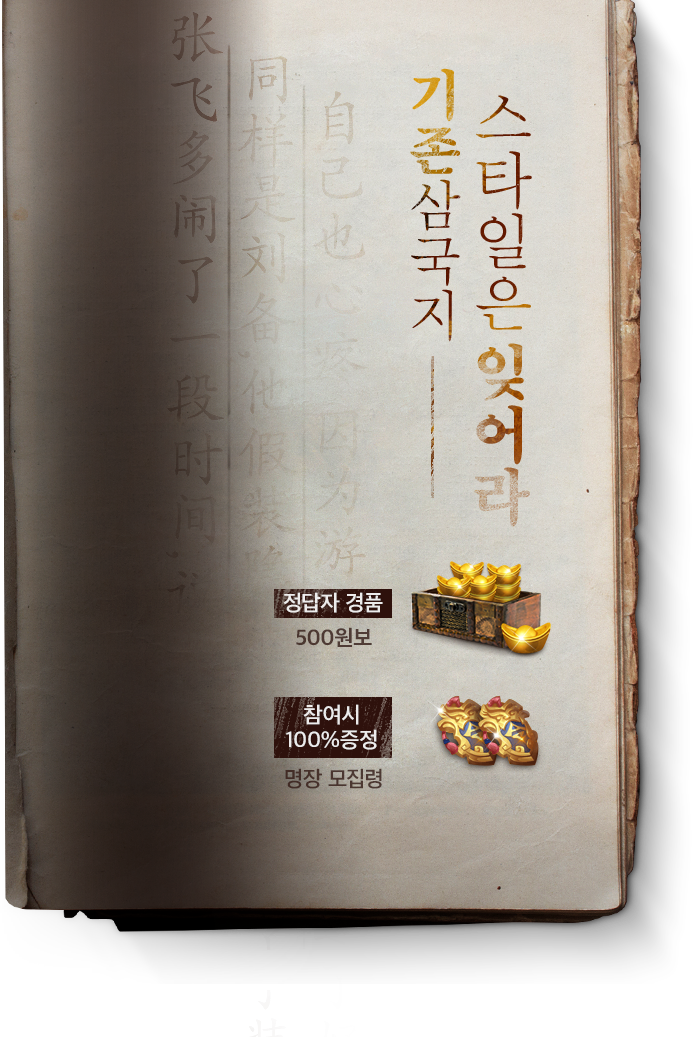 张飞多闹了一段时间
同样是刘备,他假装
自己也心疼因为游
기존삼국지
스타일은 잊어라
정답자 경품
500원보
참여시
100%증정
명장 모집령